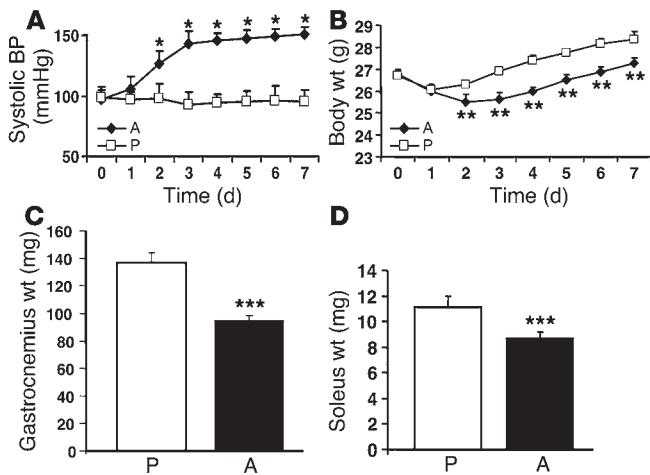 A
Systolic BP
(mmHg)
150
100
50
* * * * * *
A
P
0 1 2 3 4 5 6 7
Time (d)
B
Body wt (g)
29
28
27
26
25
24
23
** ** ** ** ** **
A
P
0 1 2 3 4 5 6 7
Time (d)
C
Gastrocnemius wt (mg)
160
140
120
100
80
60
40
20
0
***
P A
D
Soleus wt (mg)
14
12
10
8
6
4
2
0
***
P A